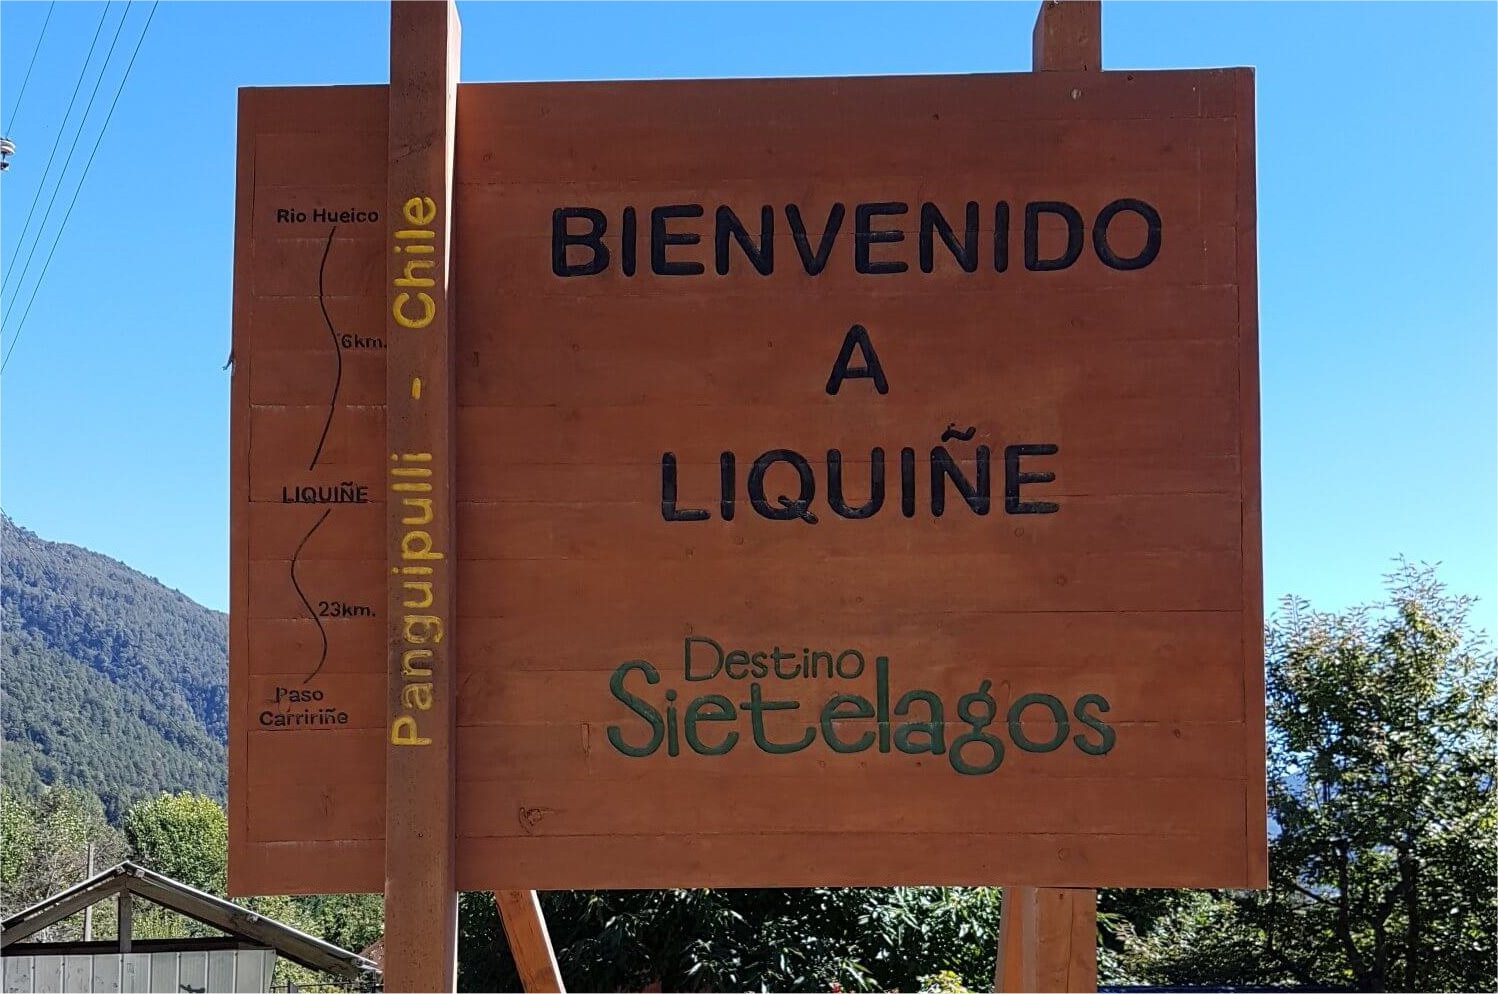 Rio Hueico
6km.
LIQUIÑE
23km.
Paso
Carririñe
Panguipulli - Chile
BIENVENIDO
A
LIQUIÑE
Destino
Sietelagos